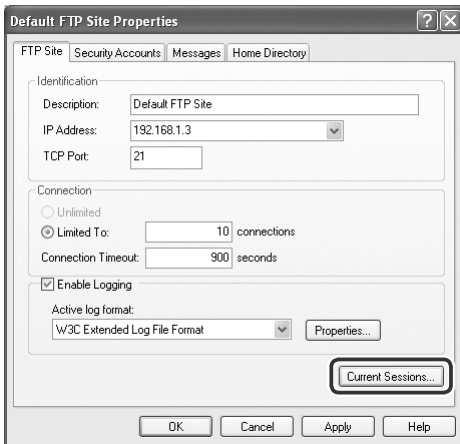 Default FTP Site Properties
FTP Site Security Accounts Messages Home Directory
Identification
Description: Default FTP Site
IP Address: 192.168.1.3
TCP Port: 21
Connection
Unlimited
Limited To: 10 connections
Connection Timeout: 900 seconds
Enable Logging
Active log format:
W3C Extended Log File Format Properties...
Current Sessions...
OK Cancel Apply Help